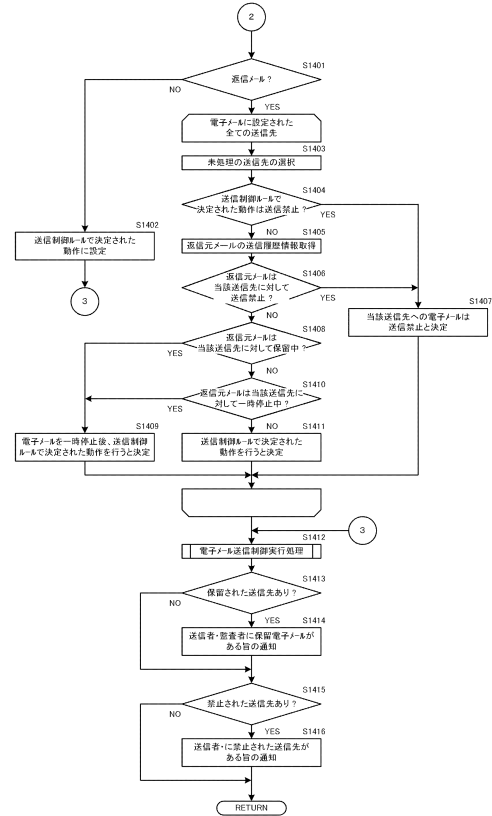 2
S1401
返信メール？
NO
YES
電子メールに設定された
全ての送信先
S1403
未処理の送信先の選択
S1404
送信制御ルールで
決定された動作は送信禁止？
YES
NO
S1402
送信制御ルールで決定された
動作に設定
3
S1405
返信元メールの送信履歴情報取得
S1406
返信元メールは
当該送信先に対して
送信禁止？
YES
NO
S1407
当該送信先への電子メールは
送信禁止と決定
S1408
返信元メールは
当該送信先に対して保留中？
YES
NO
S1410
返信元メールは当該送信先に
対して一時停止中？
YES
NO
S1409
電子メールを一時停止後、送信制御
ルールで決定された動作を行うと決定
S1411
送信制御ルールで決定された
動作を行うと決定
3
S1412
電子メール送信制御実行処理
S1413
保留された送信先あり？
NO
YES
S1414
送信者・監査者に保留電子メールが
ある旨の通知
S1415
禁止された送信先あり？
NO
YES
S1416
送信者・に禁止された送信先が
ある旨の通知
RETURN